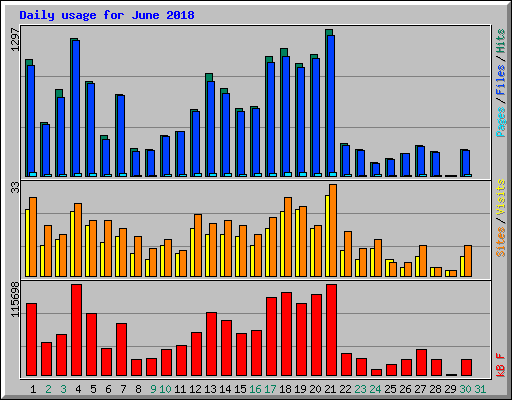 Daily usage for June 2018
1297
Pages / Files / Hits
33
Sites / Visits
115698
kB F
1 2 3 4 5 6 7 8 9 10 11 12 13 14 15 16 17 18 19 20 21 22 23 24 25 26 27 28 29 30 31